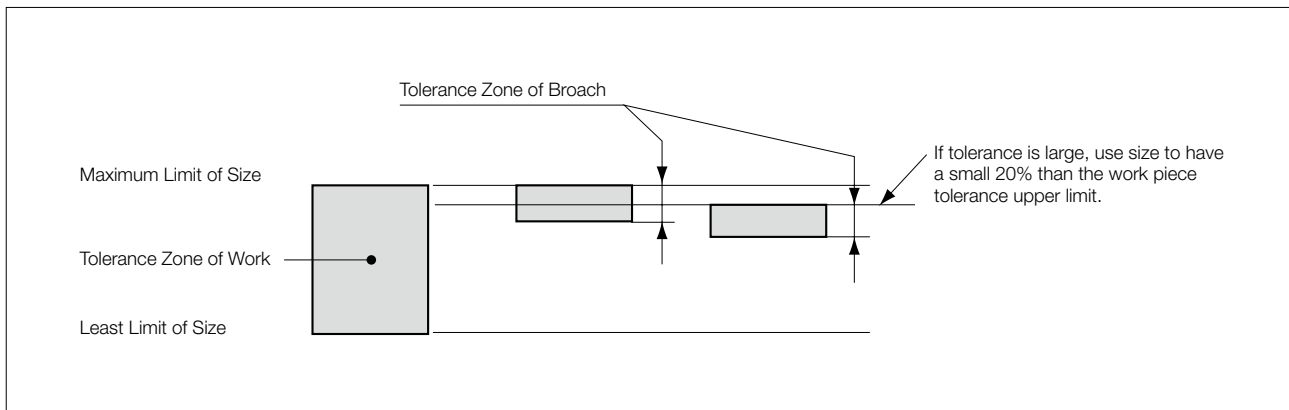 Tolerance Zone of Broach
Maximum Limit of Size
If tolerance is large, use size to have
a small 20% than the work piece
tolerance upper limit.
Tolerance Zone of Work
Least Limit of Size